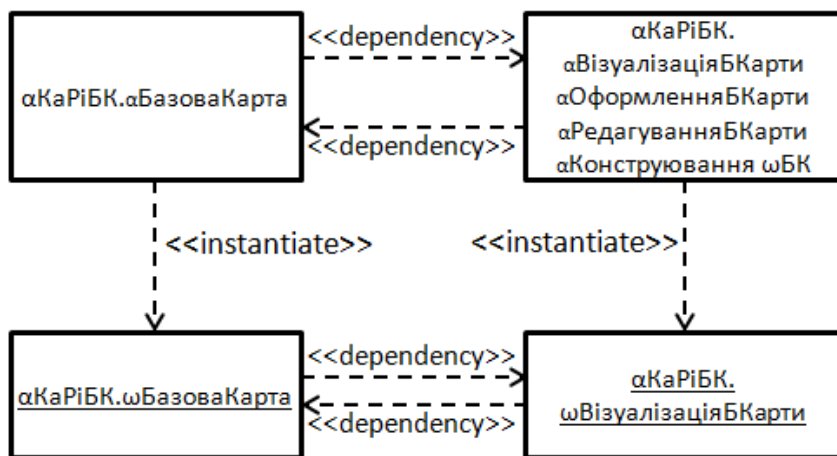 <<dependency>>
αКаРіБК.αБазоваКарта
αКаРіБК.
αВізуалізаціяБКарти
αОформленняБКарти
αРедагуванняБКарти
αКонструювання ωБК
<<dependency>>
<<instantiate>>
<<instantiate>>
<<dependency>>
αКаРіБК.ωБазоваКарта
αКаРіБК.
ωВізуалізаціяБКарти
<<dependency>>